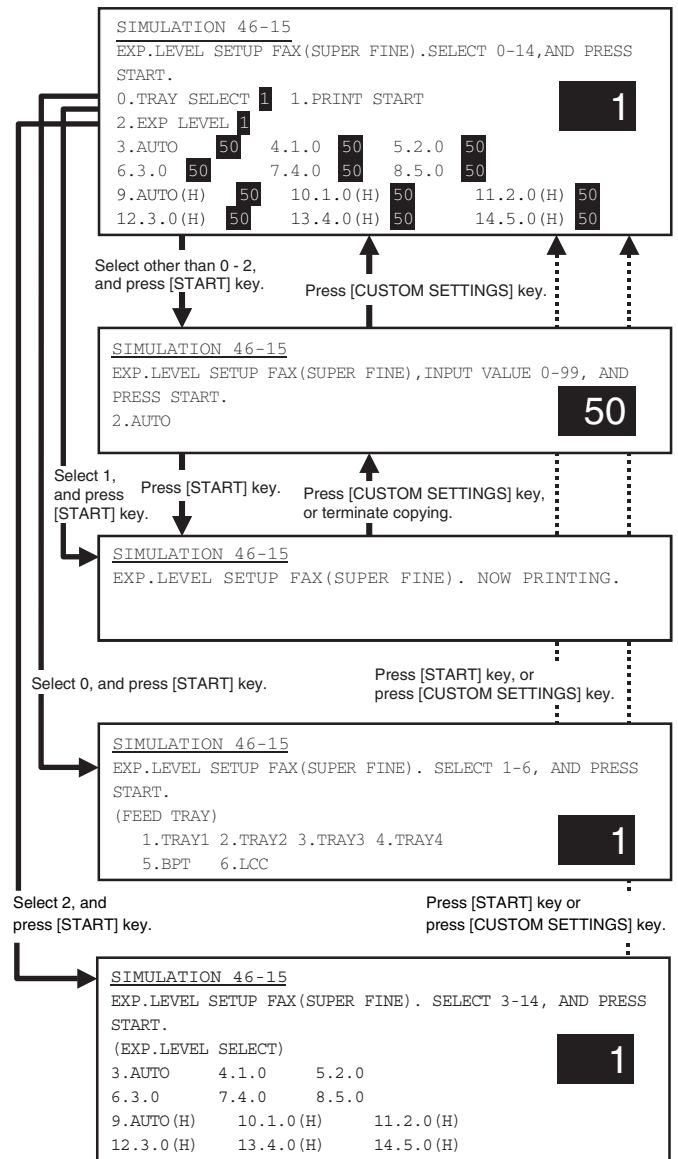 SIMULATION 46-15
EXP.LEVEL SETUP FAX(SUPER FINE).SELECT 0-14,AND PRESS
START.
0.TRAY SELECT 1 1.PRINT START
1
2.EXP LEVEL 1
3.AUTO 50 4.1.0 50 5.2.0 50
6.3.0 50 7.4.0 50 8.5.0 50
9.AUTO(H) 50 10.1.0(H) 50 11.2.0(H) 50
12.3.0(H) 50 13.4.0(H) 50 14.5.0(H) 50
Select other than 0 - 2,
and press [START] key.
Press [CUSTOM SETTINGS] key.
SIMULATION 46-15
EXP.LEVEL SETUP FAX(SUPER FINE),INPUT VALUE 0-99, AND
PRESS START.
2.AUTO
50
Select 1,
and press
[START] key.
Press [START] key.
Press [CUSTOM SETTINGS] key,
or terminate copying.
SIMULATION 46-15
EXP.LEVEL SETUP FAX(SUPER FINE). NOW PRINTING.
Select 0, and press [START] key.
Press [START] key, or
press [CUSTOM SETTINGS] key.
SIMULATION 46-15
EXP.LEVEL SETUP FAX(SUPER FINE). SELECT 1-6, AND PRESS
START.
(FEED TRAY)
1.TRAY1 2.TRAY2 3.TRAY3 4.TRAY4
5.BPT 6.LCC
1
Select 2, and
press [START] key.
Press [START] key or
press [CUSTOM SETTINGS] key.
SIMULATION 46-15
EXP.LEVEL SETUP FAX(SUPER FINE). SELECT 3-14, AND PRESS
START.
(EXP.LEVEL SELECT)
1
3.AUTO 4.1.0 5.2.0
6.3.0 7.4.0 8.5.0
9.AUTO(H) 10.1.0(H) 11.2.0(H)
12.3.0(H) 13.4.0(H) 14.5.0(H)